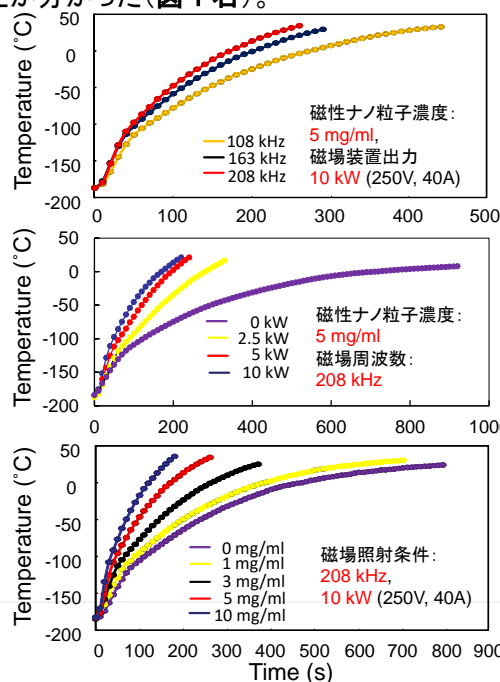 が分かった(図1右)。
Temperature (˚C)
50
0
-50
-100
-150
-200
108 kHz
163 kHz
208 kHz
磁性ナノ粒子濃度:
5 mg/ml,
磁場装置出力
10 kW (250V, 40A)
0
100
200
300
400
500
Temperature (˚C)
50
0
-50
-100
-150
-200
0 kW
2.5 kW
5 kW
10 kW
磁性ナノ粒子濃度:
5 mg/ml
磁場周波数:
208 kHz
0
200
400
600
800
1000
Temperature (˚C)
50
0
-50
-100
-150
-200
0 mg/ml
1 mg/ml
3 mg/ml
5 mg/ml
10 mg/ml
磁場照射条件:
208 kHz,
10 kW (250V, 40A)
0
100
200
300
400
500
600
700
800
900
Time (s)